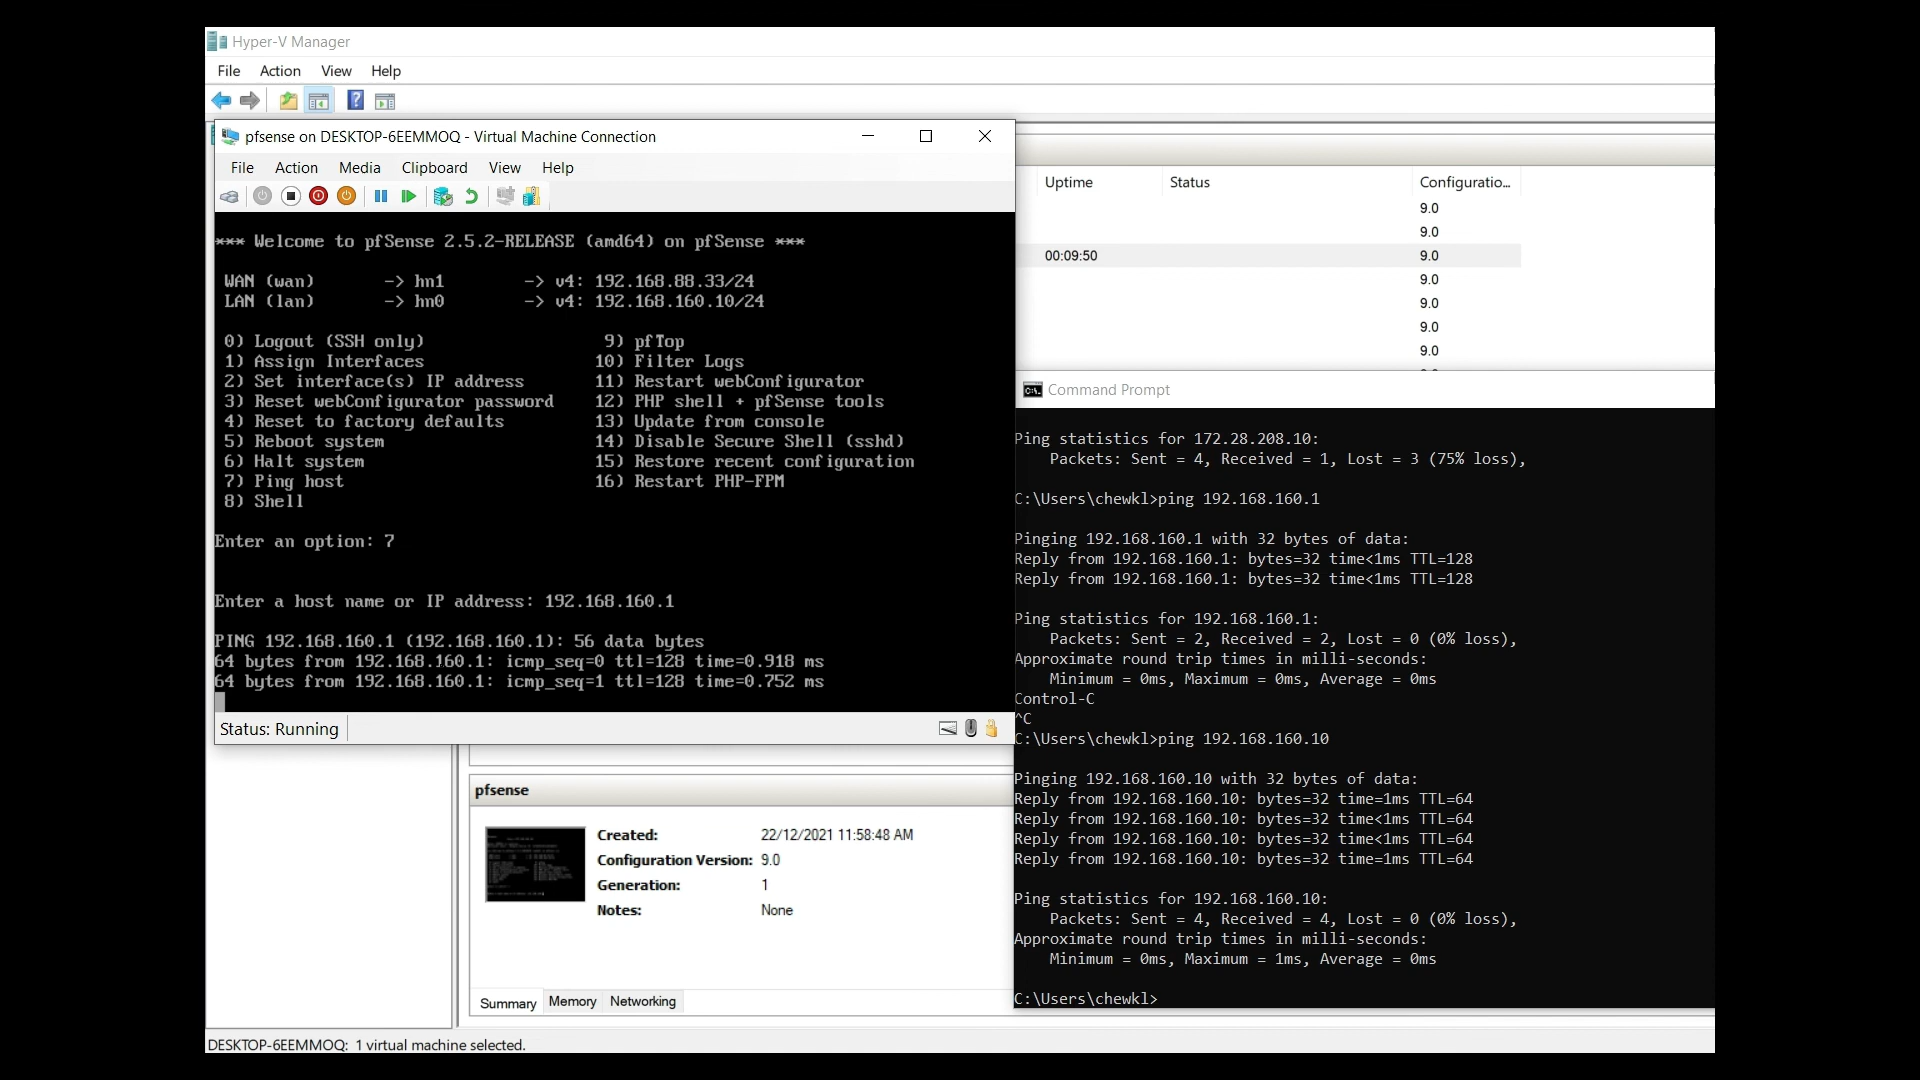 Hyper-V Manager
File Action View Help
pfsense on DESKTOP-6EEMMOQ - Virtual Machine Connection
File Action Media Clipboard View Help
*** Welcome to pfSense 2.5.2-RELEASE (amd64) on pfSense ***
WAN (wan) -> hn1 -> v4: 192.168.88.33/24
LAN (lan) -> hn0 -> v4: 192.168.160.10/24
0) Logout (SSH only) 9) pfTop
1) Assign Interfaces 10) Filter Logs
2) Set interface(s) IP address 11) Restart webConfigurator
3) Reset webConfigurator password 12) PHP shell + pfSense tools
4) Reset to factory defaults 13) Update from console
5) Reboot system 14) Disable Secure Shell (sshd)
6) Halt system 15) Restore recent configuration
7) Ping host 16) Restart PHP-FPM
8) Shell
Enter an option: 7
Enter a host name or IP address: 192.168.160.1
PING 192.168.160.1 (192.168.160.1): 56 data bytes
64 bytes from 192.168.160.1: icmp_seq=0 ttl=128 time=0.918 ms
64 bytes from 192.168.160.1: icmp_seq=1 ttl=128 time=0.752 ms
Status: Running
Uptime Status Configuratio...
9.0
9.0
00:09:50 9.0
9.0
9.0
9.0
9.0
Command Prompt
Ping statistics for 172.28.208.10:
Packets: Sent = 4, Received = 1, Lost = 3 (75% loss),
C:\Users\chewkl>ping 192.168.160.1
Pinging 192.168.160.1 with 32 bytes of data:
Reply from 192.168.160.1: bytes=32 time<1ms TTL=128
Reply from 192.168.160.1: bytes=32 time<1ms TTL=128
Ping statistics for 192.168.160.1:
Packets: Sent = 2, Received = 2, Lost = 0 (0% loss),
Approximate round trip times in milli-seconds:
Minimum = 0ms, Maximum = 0ms, Average = 0ms
Control-C
^C
C:\Users\chewkl>ping 192.168.160.10
Pinging 192.168.160.10 with 32 bytes of data:
Reply from 192.168.160.10: bytes=32 time=1ms TTL=64
Reply from 192.168.160.10: bytes=32 time<1ms TTL=64
Reply from 192.168.160.10: bytes=32 time<1ms TTL=64
Reply from 192.168.160.10: bytes=32 time=1ms TTL=64
Ping statistics for 192.168.160.10:
Packets: Sent = 4, Received = 4, Lost = 0 (0% loss),
Approximate round trip times in milli-seconds:
Minimum = 0ms, Maximum = 1ms, Average = 0ms
C:\Users\chewkl>
pfsense
Created: 22/12/2021 11:58:48 AM
Configuration Version: 9.0
Generation: 1
Notes: None
Summary Memory Networking
DESKTOP-6EEMMOQ: 1 virtual machine selected.